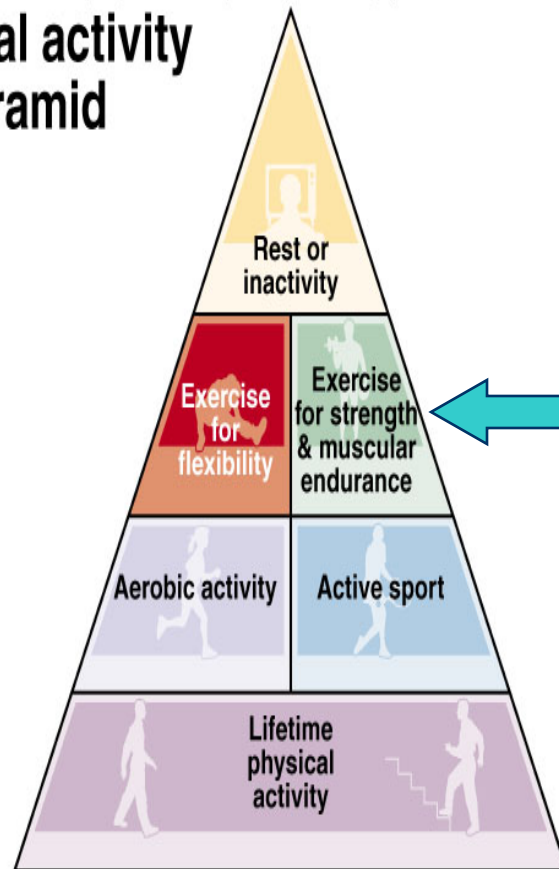 al activity
ramid
Rest or
inactivity
Exercise
for
flexibility
Exercise
for strength
& muscular
endurance
Aerobic activity
Active sport
Lifetime
physical
activity